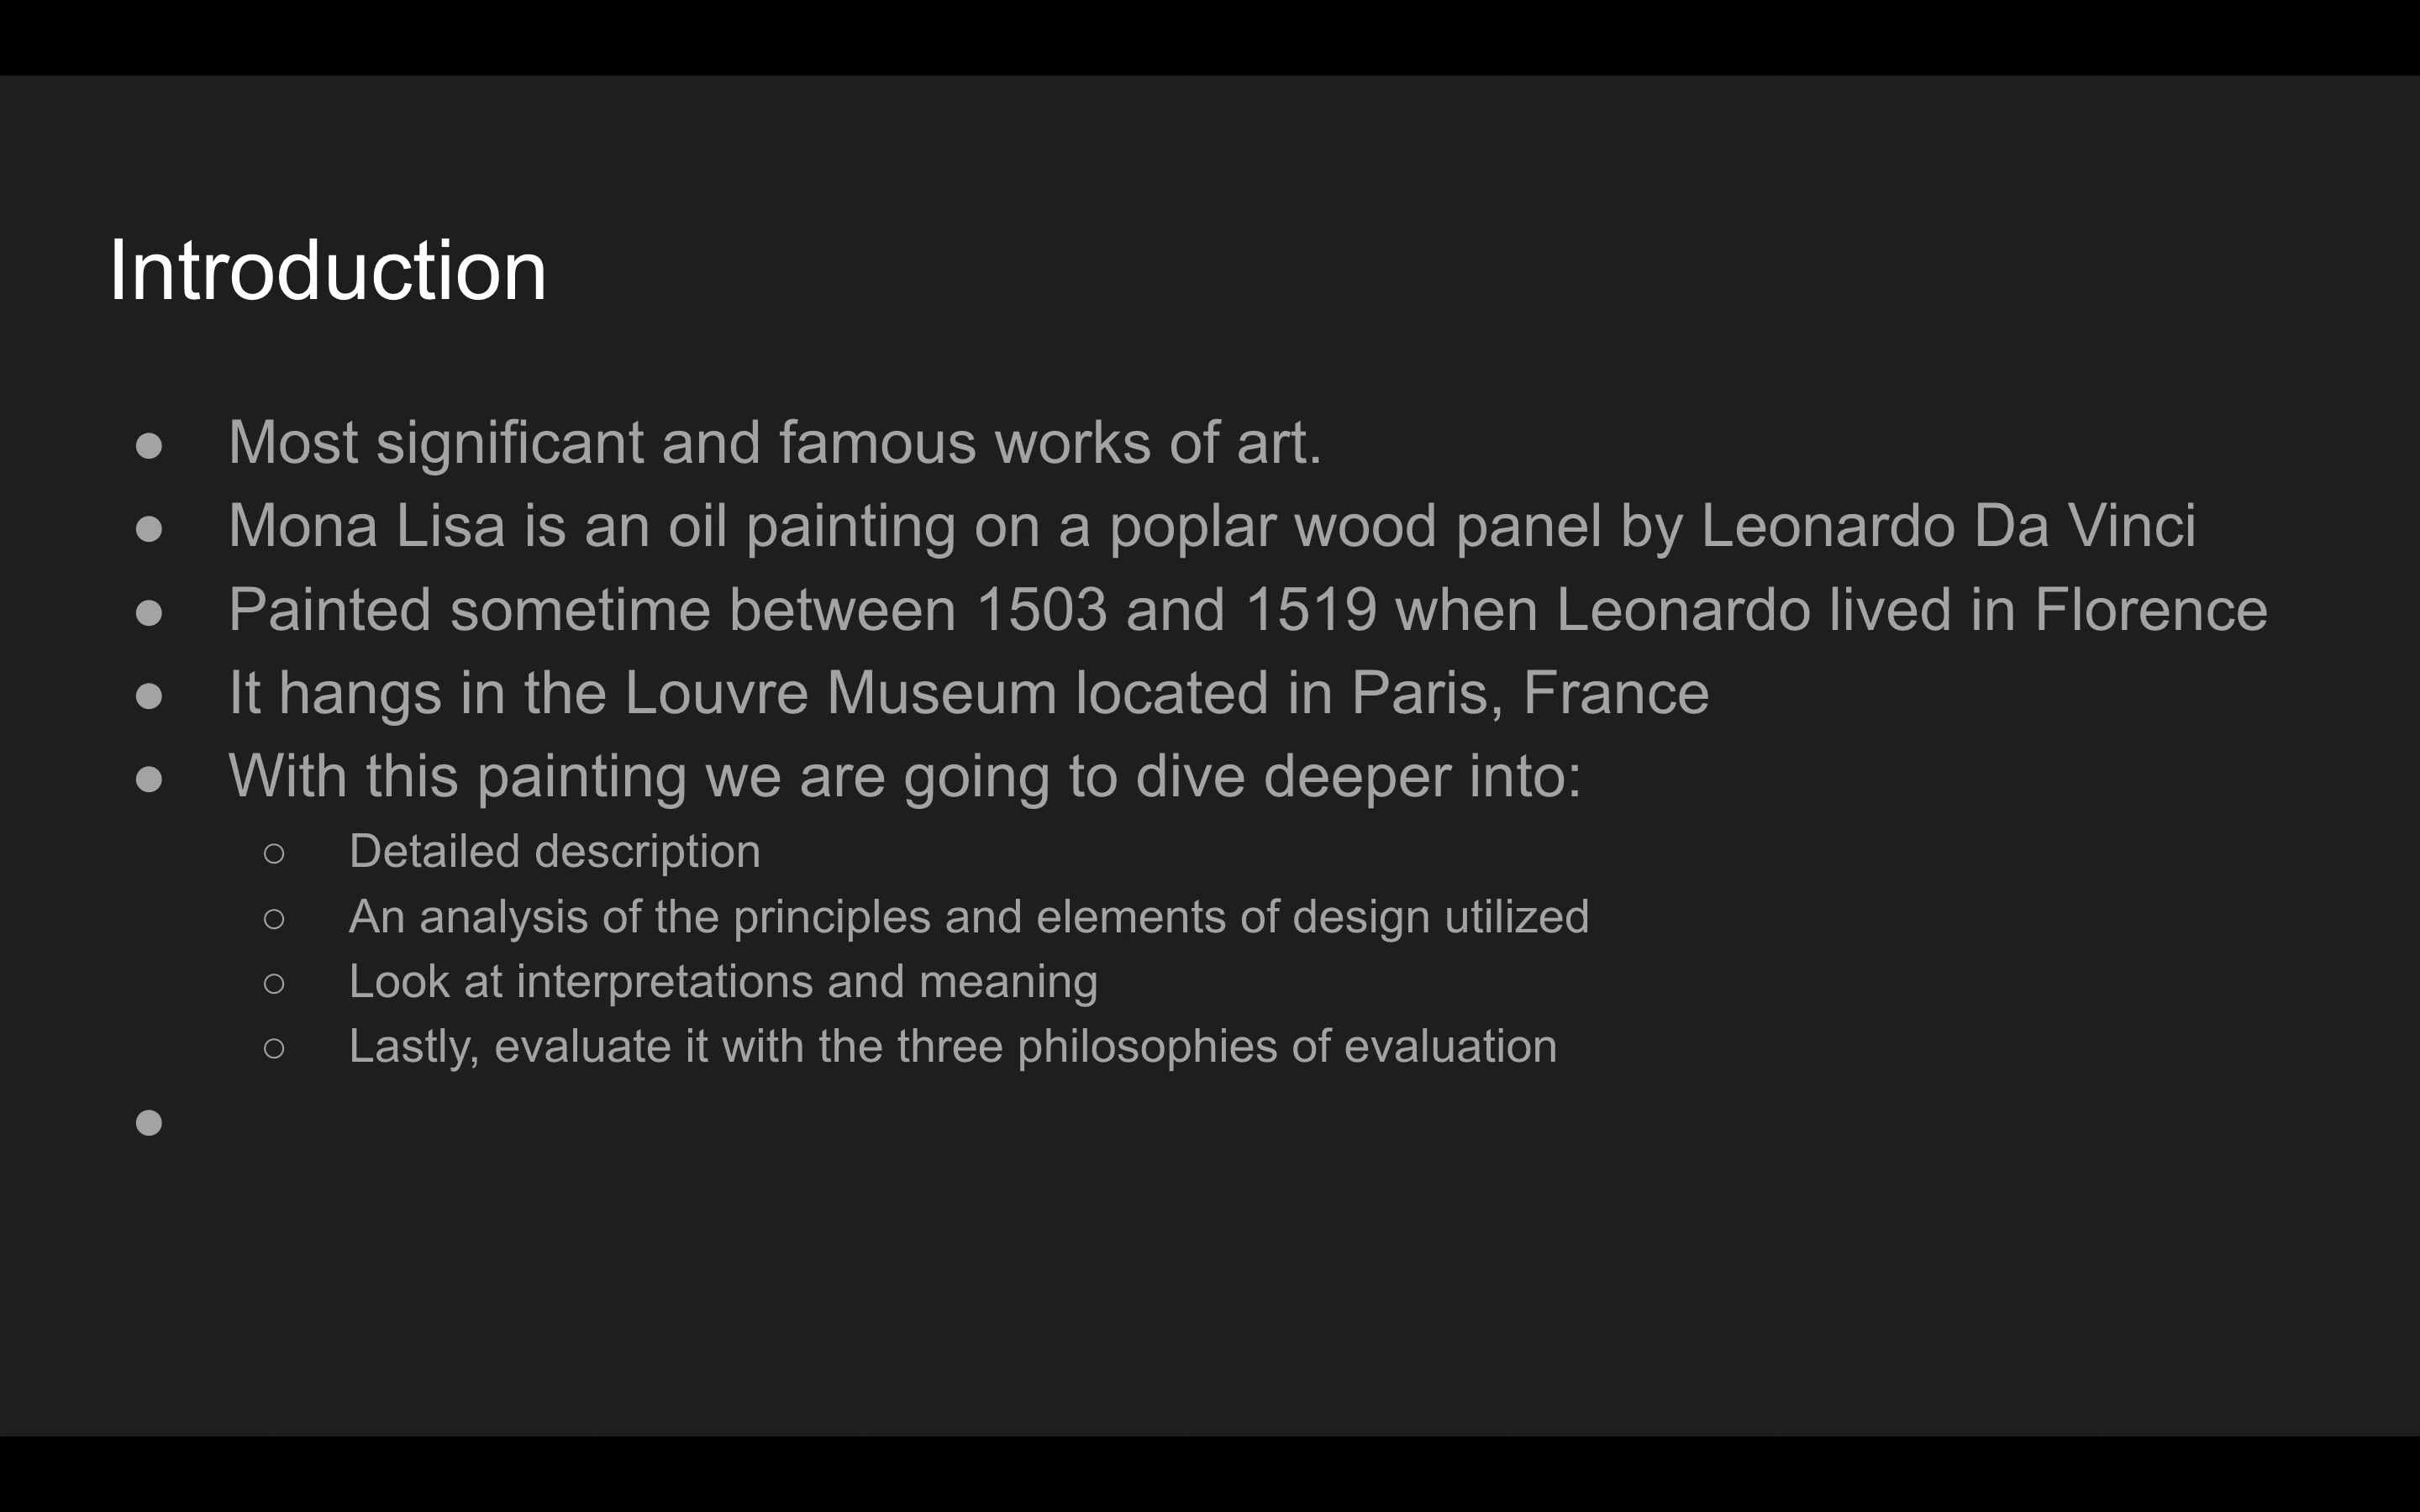 Introduction
● Most significant and famous works of art.
● Mona Lisa is an oil painting on a poplar wood panel by Leonardo Da Vinci
● Painted sometime between 1503 and 1519 when Leonardo lived in Florence
● It hangs in the Louvre Museum located in Paris, France
● With this painting we are going to dive deeper into:
○ Detailed description
○ An analysis of the principles and elements of design utilized
○ Look at interpretations and meaning
○ Lastly, evaluate it with the three philosophies of evaluation
●